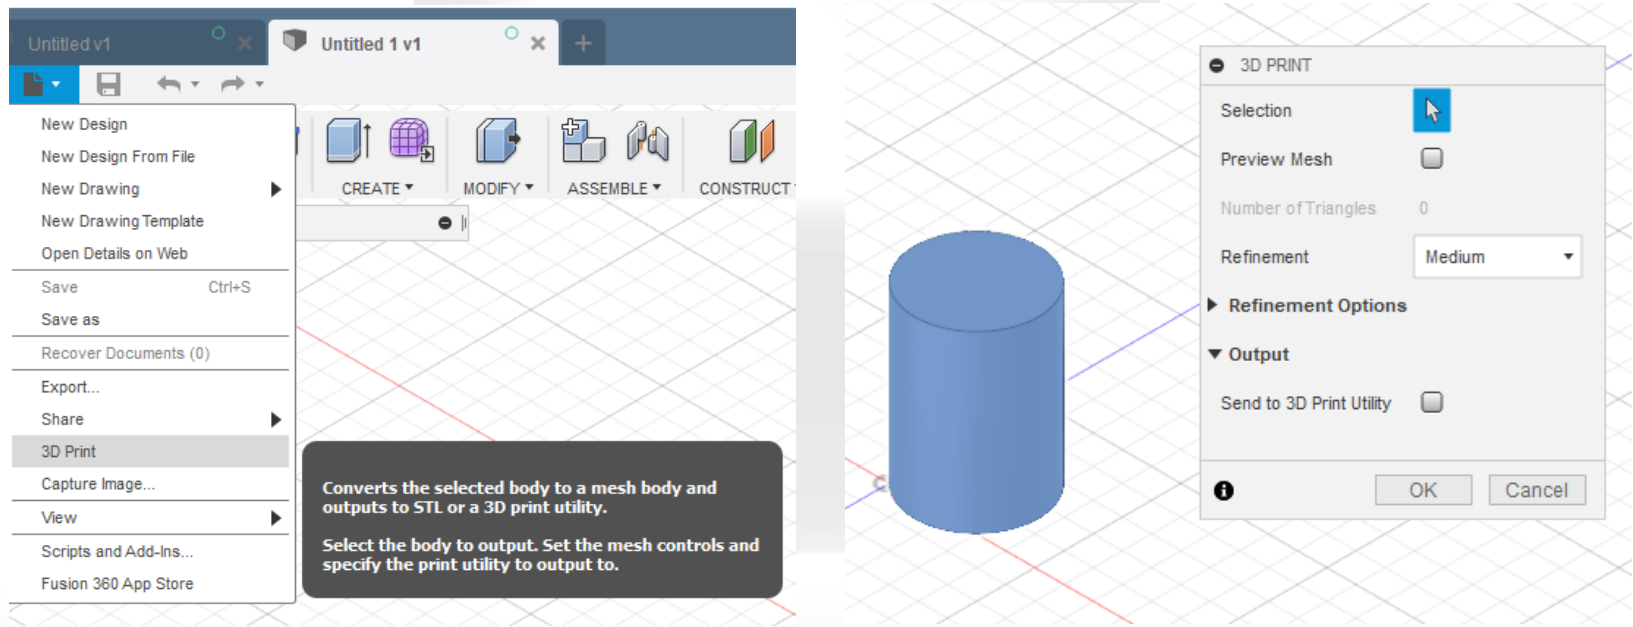 Untitled v1
Untitled 1 v1
New Design
New Design From File
New Drawing
New Drawing Template
Open Details on Web
Save Ctrl+S
Save as
Recover Documents (0)
Export...
Share
3D Print
Capture Image...
View
Scripts and Add-Ins...
Fusion 360 App Store
CREATE
MODIFY
ASSEMBLE
CONSTRUCT
Converts the selected body to a mesh body and
outputs to STL or a 3D print utility.
Select the body to output. Set the mesh controls and
specify the print utility to output to.
3D PRINT
Selection
Preview Mesh
Number of Triangles 0
Refinement Medium
Refinement Options
Output
Send to 3D Print Utility
OK Cancel